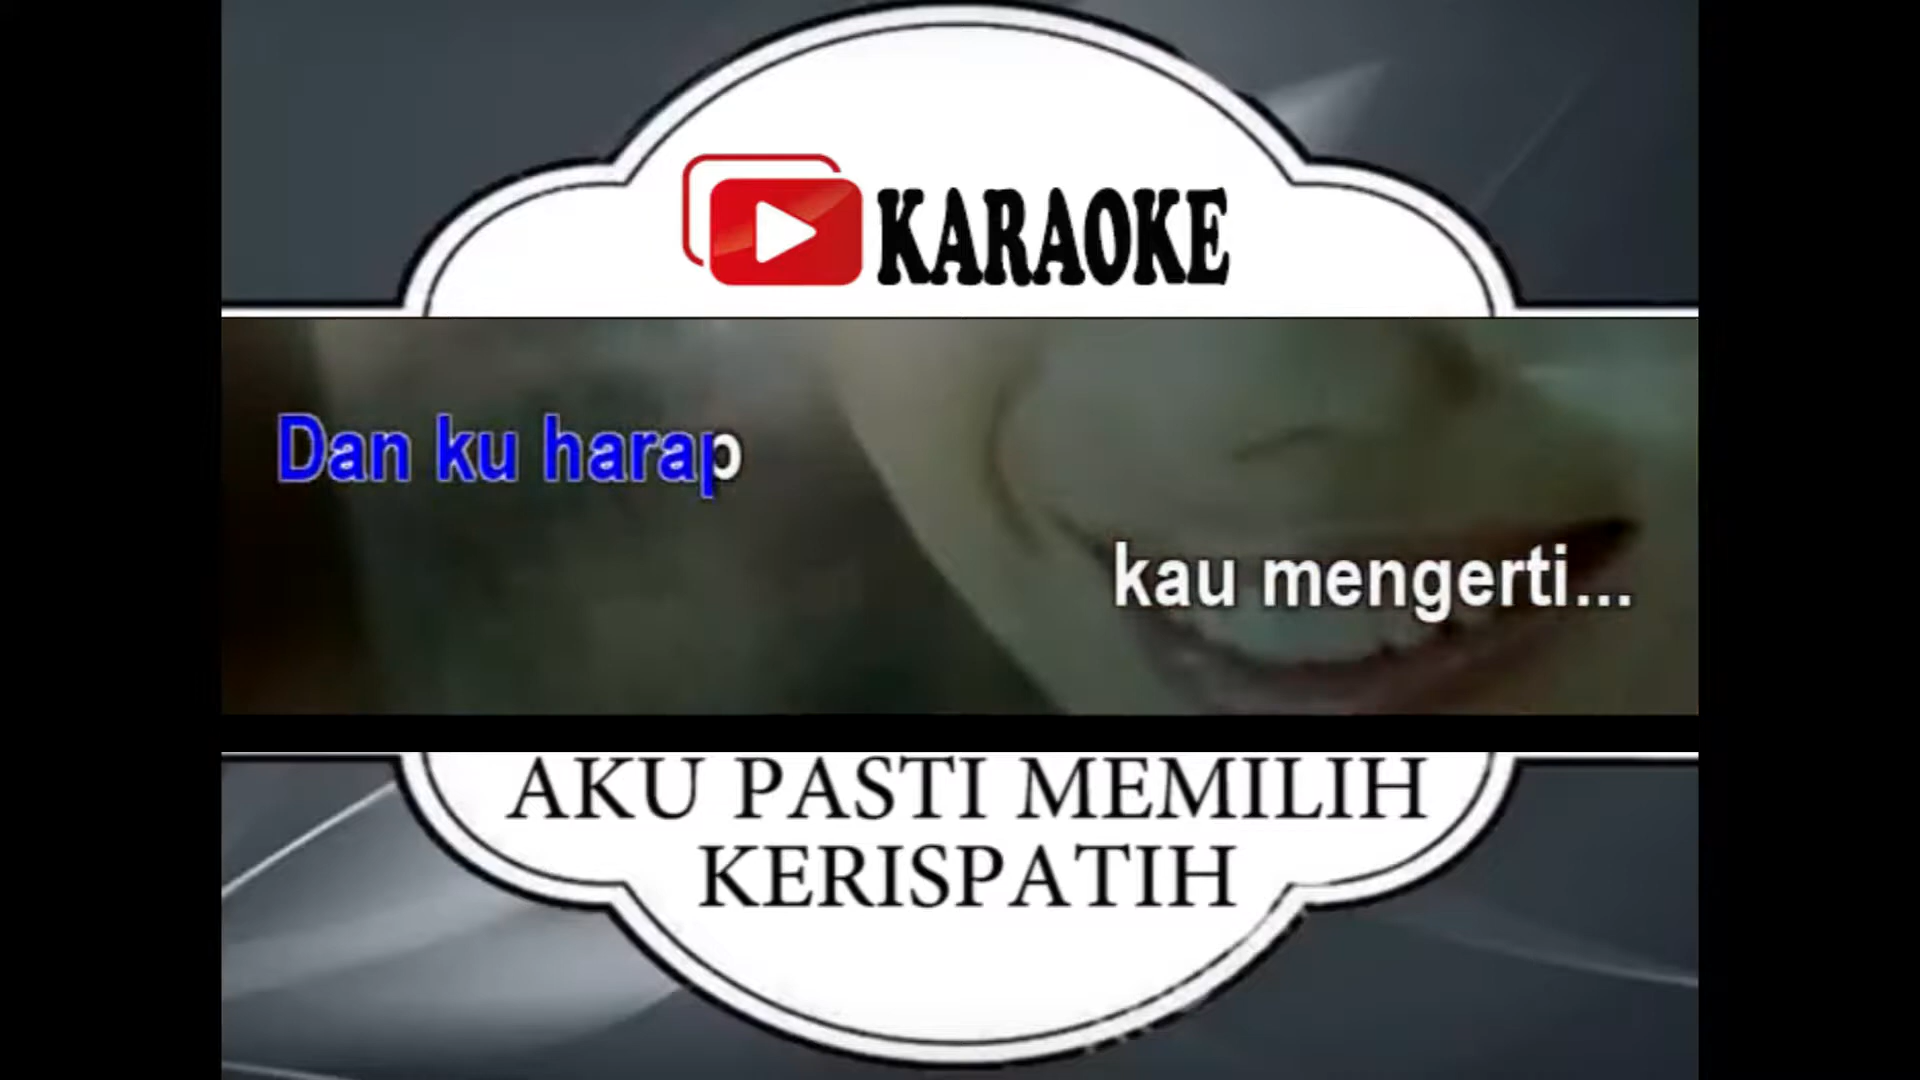 KARAOKE
Dan ku harap
kau mengerti...
AKU PASTI MEMILIH
KERISPATIH